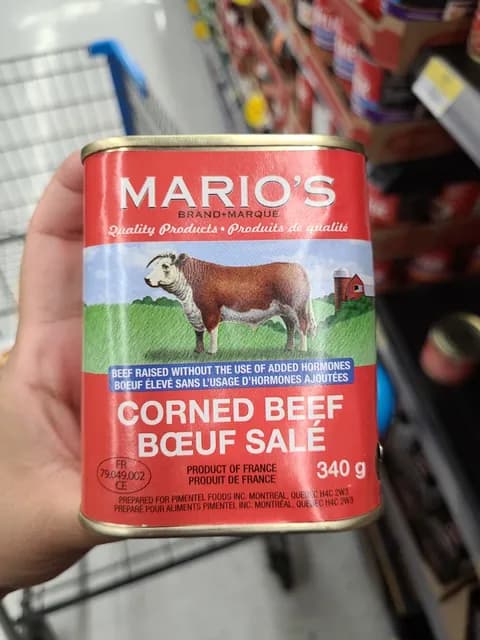 MARIO'S
BRAND•MARQUE
Quality Products • Produits de qualité
BEEF RAISED WITHOUT THE USE OF ADDED HORMONES
BOEUF ÉLEVÉ SANS L'USAGE D'HORMONES AJOUTÉES
CORNED BEEF
BŒUF SALÉ
FR
79.049.002
CE
PRODUCT OF FRANCE
PRODUIT DE FRANCE
340 g
PREPARED FOR PIMENTEL FOODS INC. MONTREAL, QUEBEC H4C 2W3
PREPARÉ POUR ALIMENTS PIMENTEL INC. MONTRÉAL, QUÉBEC H4C 2W3